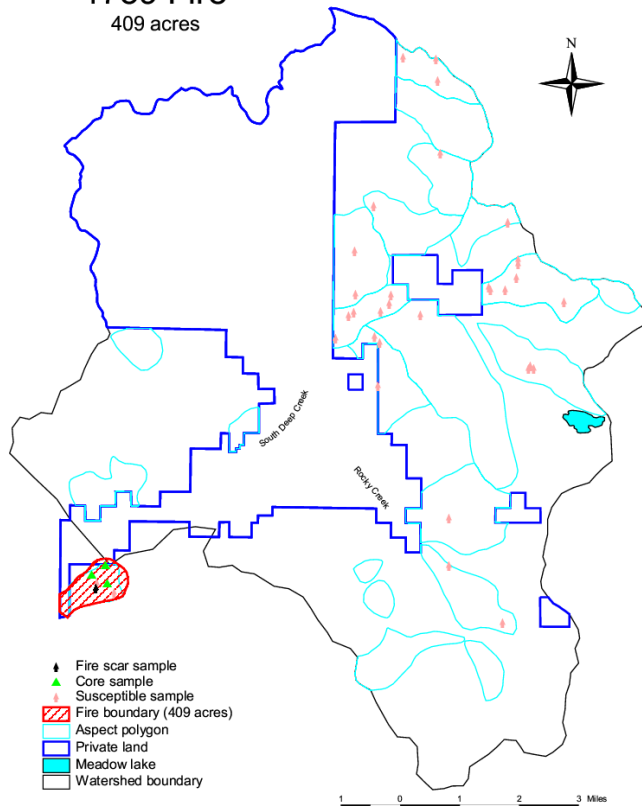 409 acres
N
South Deep Creek
Rocky Creek
Fire scar sample
Core sample
Susceptible sample
Fire boundary (409 acres)
Aspect polygon
Private land
Meadow lake
Watershed boundary
1 0 1 2 3 Miles